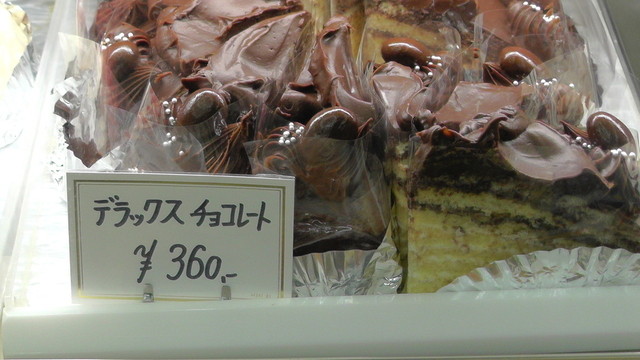 デラックス チョコレート
¥ 360.-